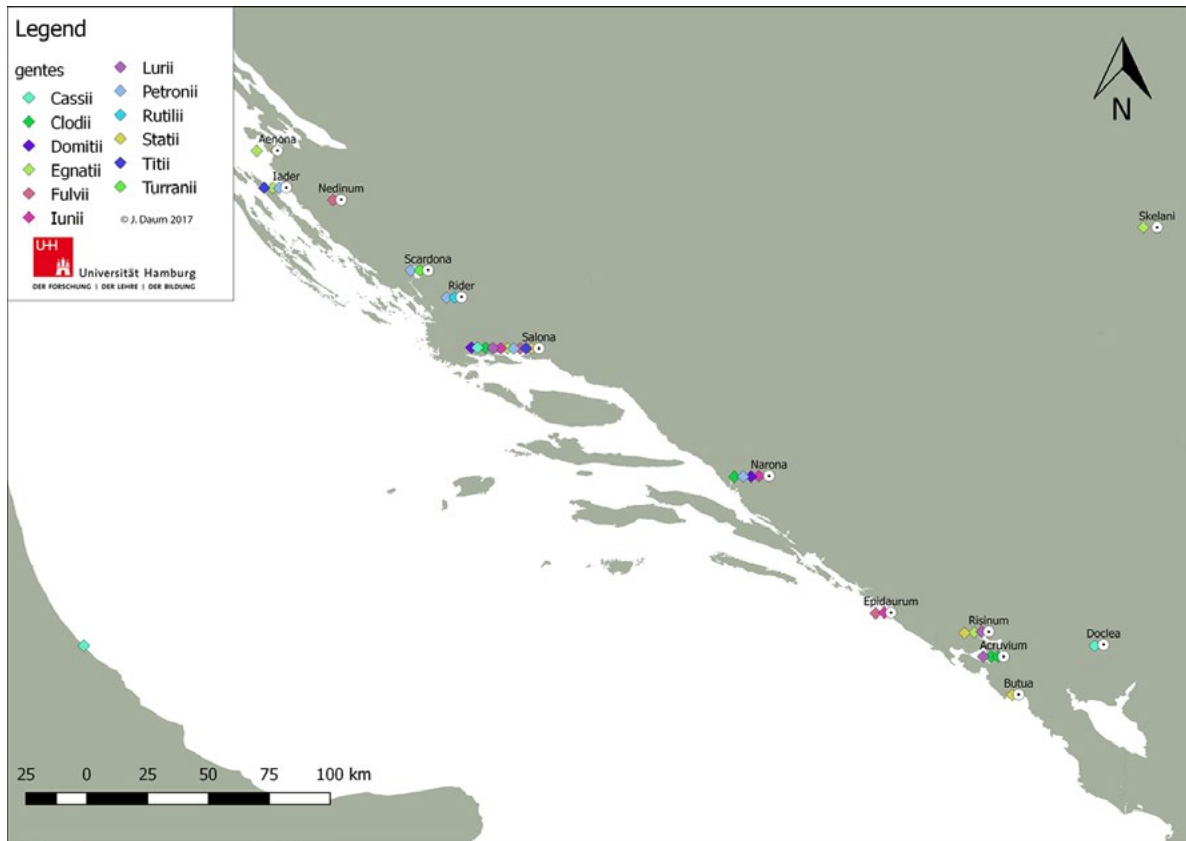 Legend
gentes
Cassii
Clodii
Domitii
Egnatii
Fulvii
Iunii
Lurii
Petronii
Rutilii
Statii
Titii
Turranii
© J. Daum 2017
UH
Universität Hamburg
DER FORSCHUNG | DER LEHRE | DER BILDUNG
N
Aenona
Iader
Nedinum
Skelani
Scardona
Rider
Salona
Narona
Epidaurum
Risinum
Acruvium
Doclea
Butua
25 0 25 50 75 100 km